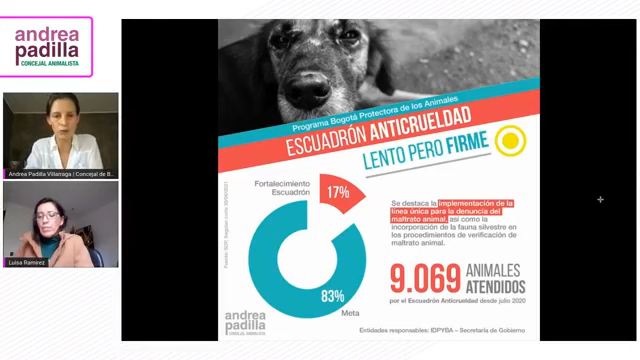 andrea
padilla
CONCEJAL ANIMALISTA
Andrea Padilla Villarraga | Concejal de B...
Luisa Ramirez
Programa Bogotá Protectora de los Animales
ESCUADRÓN ANTICRUELDAD
LENTO PERO FIRME
Fortalecimiento
Escuadrón
17%
83%
Meta
Se destaca la implementación de la
línea única para la denuncia del
maltrato animal, así como la
incorporación de la fauna silvestre en
los procedimientos de verificación de
maltrato animal.
9.069 ANIMALES
ATENDIDOS
por el Escuadrón Anticrueldad desde julio 2020
andrea
padilla
CONCEJAL ANIMALISTA
Entidades responsables: IDPYBA – Secretaría de Gobierno